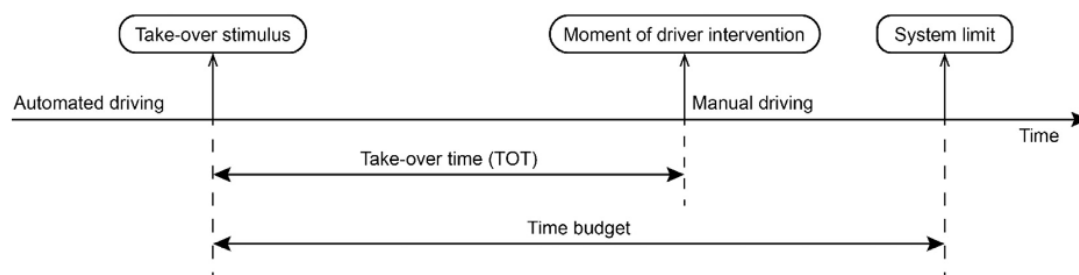 Take-over stimulus
Moment of driver intervention
System limit
Automated driving
Manual driving
Time
Take-over time (TOT)
Time budget